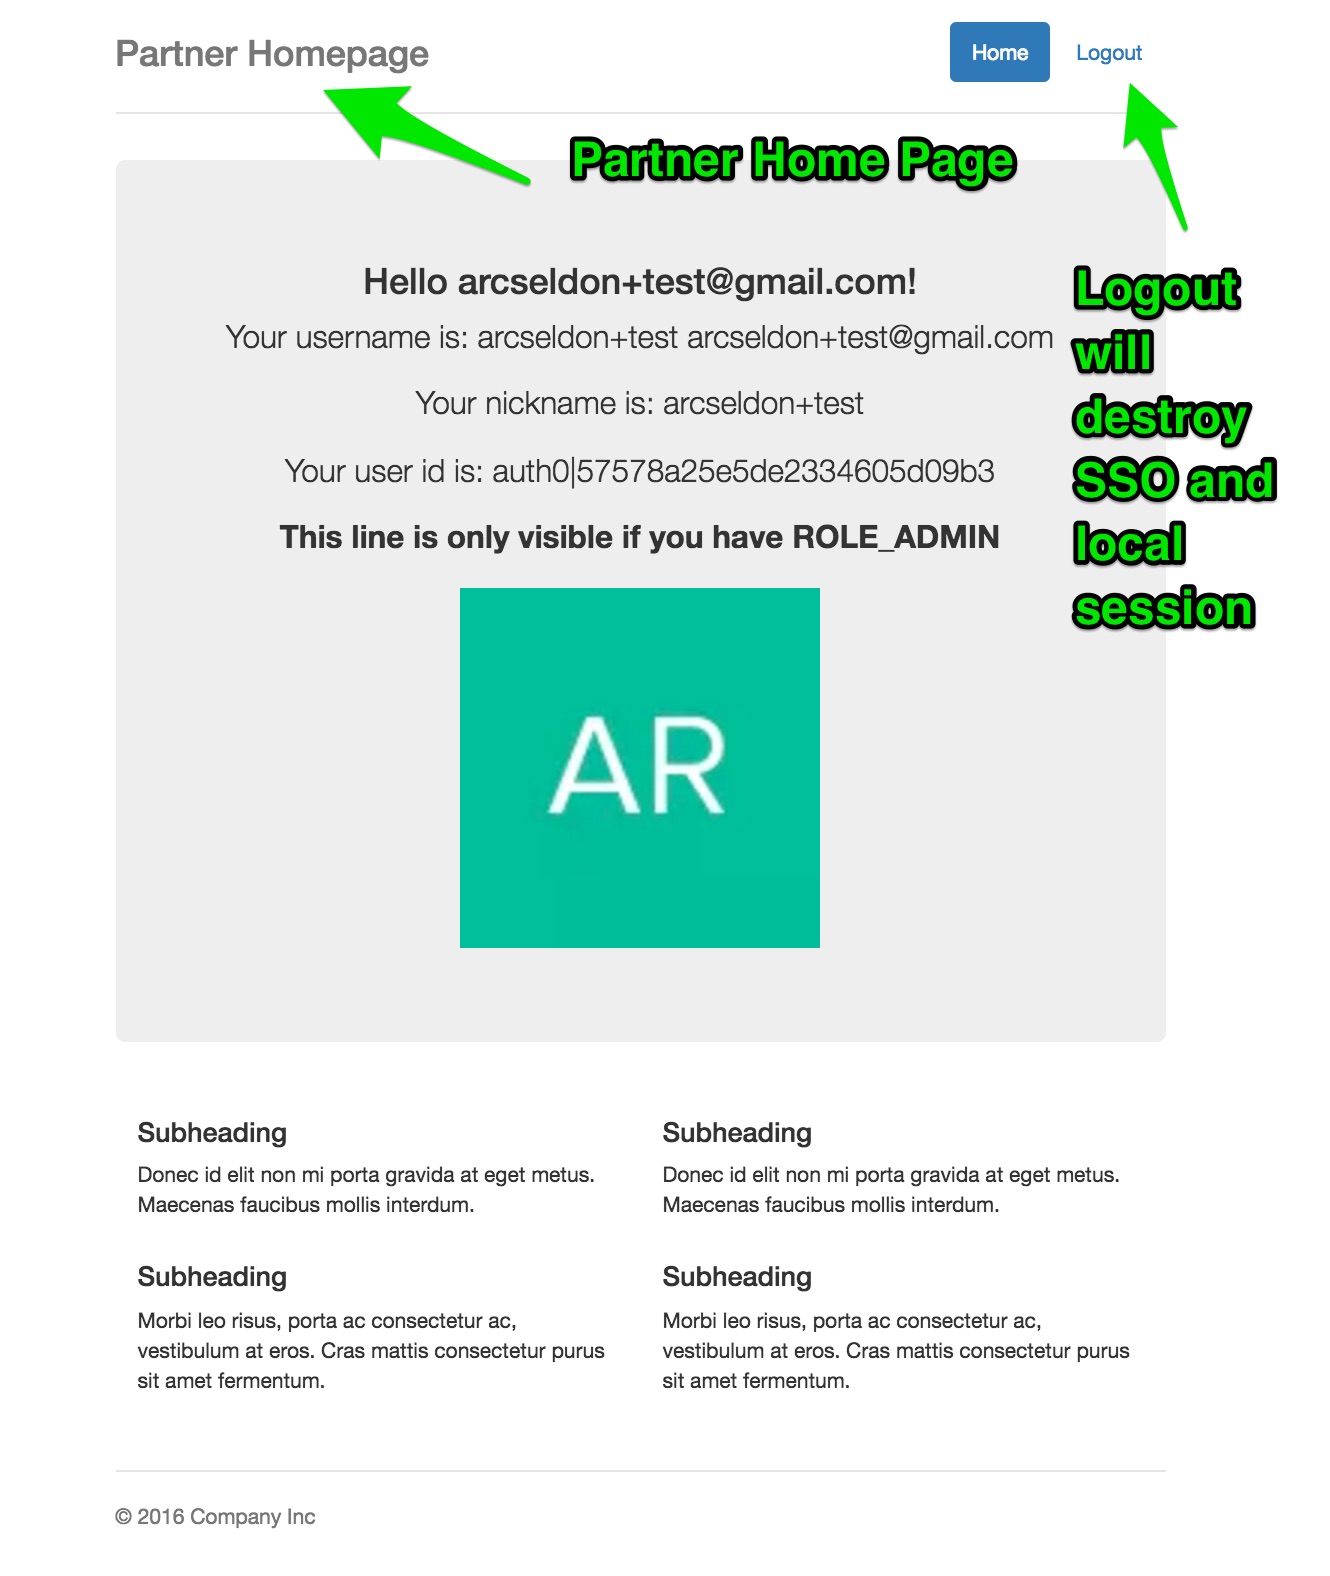 Partner Homepage
Home
Logout
Partner Home Page
Hello arcseldon+test@gmail.com!
Your username is: arcseldon+test arcseldon+test@gmail.com
Your nickname is: arcseldon+test
Your user id is: auth0|57578a25e5de2334605d09b3
This line is only visible if you have ROLE_ADMIN
Logout
will
destroy
SSO and
local
session
AR
Subheading
Donec id elit non mi porta gravida at eget metus.
Maecenas faucibus mollis interdum.
Subheading
Donec id elit non mi porta gravida at eget metus.
Maecenas faucibus mollis interdum.
Subheading
Morbi leo risus, porta ac consectetur ac,
vestibulum at eros. Cras mattis consectetur purus
sit amet fermentum.
Subheading
Morbi leo risus, porta ac consectetur ac,
vestibulum at eros. Cras mattis consectetur purus
sit amet fermentum.
© 2016 Company Inc